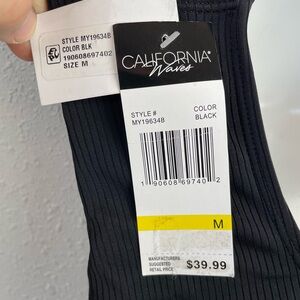 STYLE MY19634B
COLOR BLK
190608697402
SIZE M
CALIFORNIA
Waves
STYLE #
MY19634B
COLOR
BLACK
1 90608 69740 2
M
MANUFACTURERS
SUGGESTED
RETAIL PRICE
$39.99